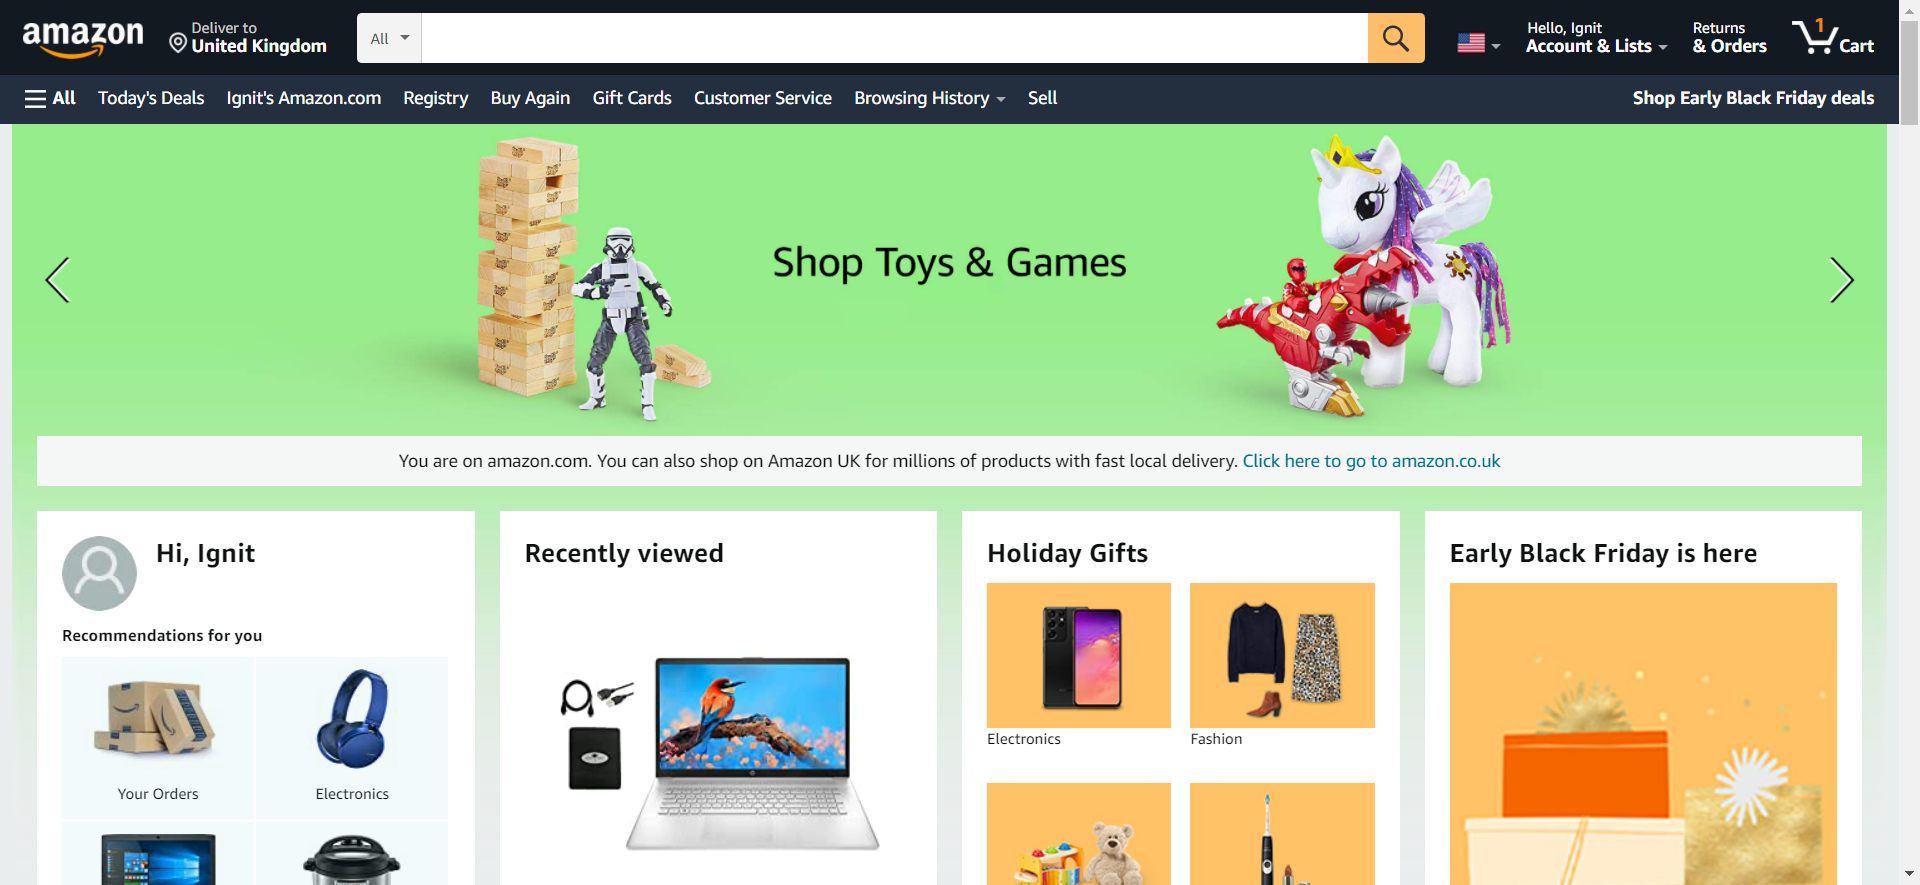 amazon
Deliver to
United Kingdom
All
Hello, Ignit
Account & Lists
Returns
& Orders
1
Cart
All
Today's Deals
Ignit's Amazon.com
Registry
Buy Again
Gift Cards
Customer Service
Browsing History
Sell
Shop Early Black Friday deals
Shop Toys & Games
You are on amazon.com. You can also shop on Amazon UK for millions of products with fast local delivery. Click here to go to amazon.co.uk
Hi, Ignit
Recommendations for you
Your Orders
Electronics
Recently viewed
Holiday Gifts
Electronics
Fashion
Early Black Friday is here